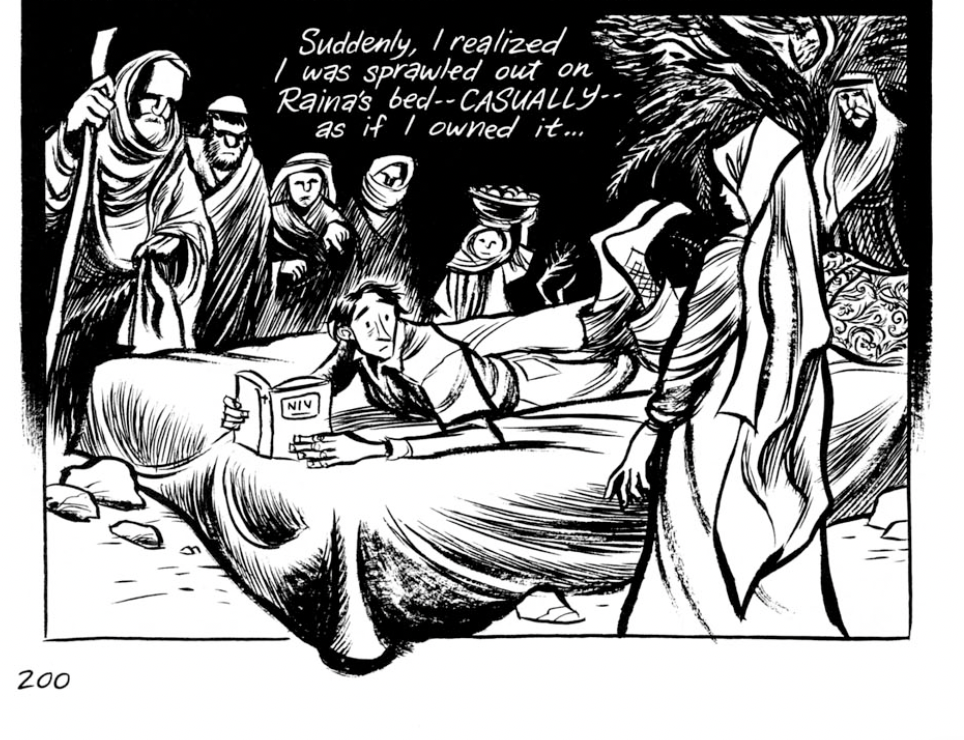 Suddenly, I realized
I was sprawled out on
Raina's bed--CASUALLY--
as if I owned it...
NIV
200